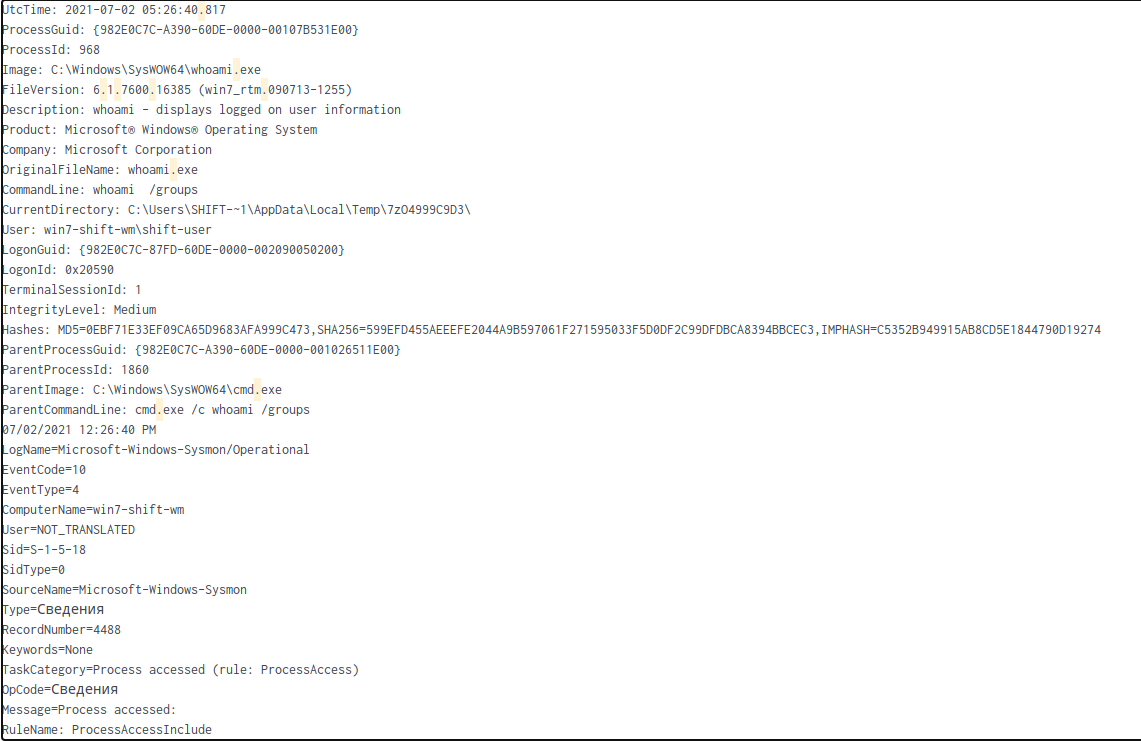 UtcTime: 2021-07-02 05:26:40.817
ProcessGuid: {982E0C7C-A390-60DE-0000-00107B531E00}
ProcessId: 968
Image: C:\Windows\SysWOW64\whoami.exe
FileVersion: 6.1.7600.16385 (win7_rtm.090713-1255)
Description: whoami - displays logged on user information
Product: Microsoft® Windows® Operating System
Company: Microsoft Corporation
OriginalFileName: whoami.exe
CommandLine: whoami  /groups
CurrentDirectory: C:\Users\SHIFT-~1\AppData\Local\Temp\7zO4999C9D3\
User: win7-shift-wm\shift-user
LogonGuid: {982E0C7C-87FD-60DE-0000-002090050200}
LogonId: 0x20590
TerminalSessionId: 1
IntegrityLevel: Medium
Hashes: MD5=0EBF71E33EF09CA65D9683AFA999C473,SHA256=599EFD455AEEEFE2044A9B597061F271595033F5D0DF2C99DFDBCA8394BBCEC3,IMPHASH=C5352B949915AB8CD5E1844790D19274
ParentProcessGuid: {982E0C7C-A390-60DE-0000-001026511E00}
ParentProcessId: 1860
ParentImage: C:\Windows\SysWOW64\cmd.exe
ParentCommandLine: cmd.exe /c whoami /groups
07/02/2021 12:26:40 PM
LogName=Microsoft-Windows-Sysmon/Operational
EventCode=10
EventType=4
ComputerName=win7-shift-wm
User=NOT_TRANSLATED
Sid=S-1-5-18
SidType=0
SourceName=Microsoft-Windows-Sysmon
Type=Сведения
RecordNumber=4488
Keywords=None
TaskCategory=Process accessed (rule: ProcessAccess)
OpCode=Сведения
Message=Process accessed:
RuleName: ProcessAccessInclude